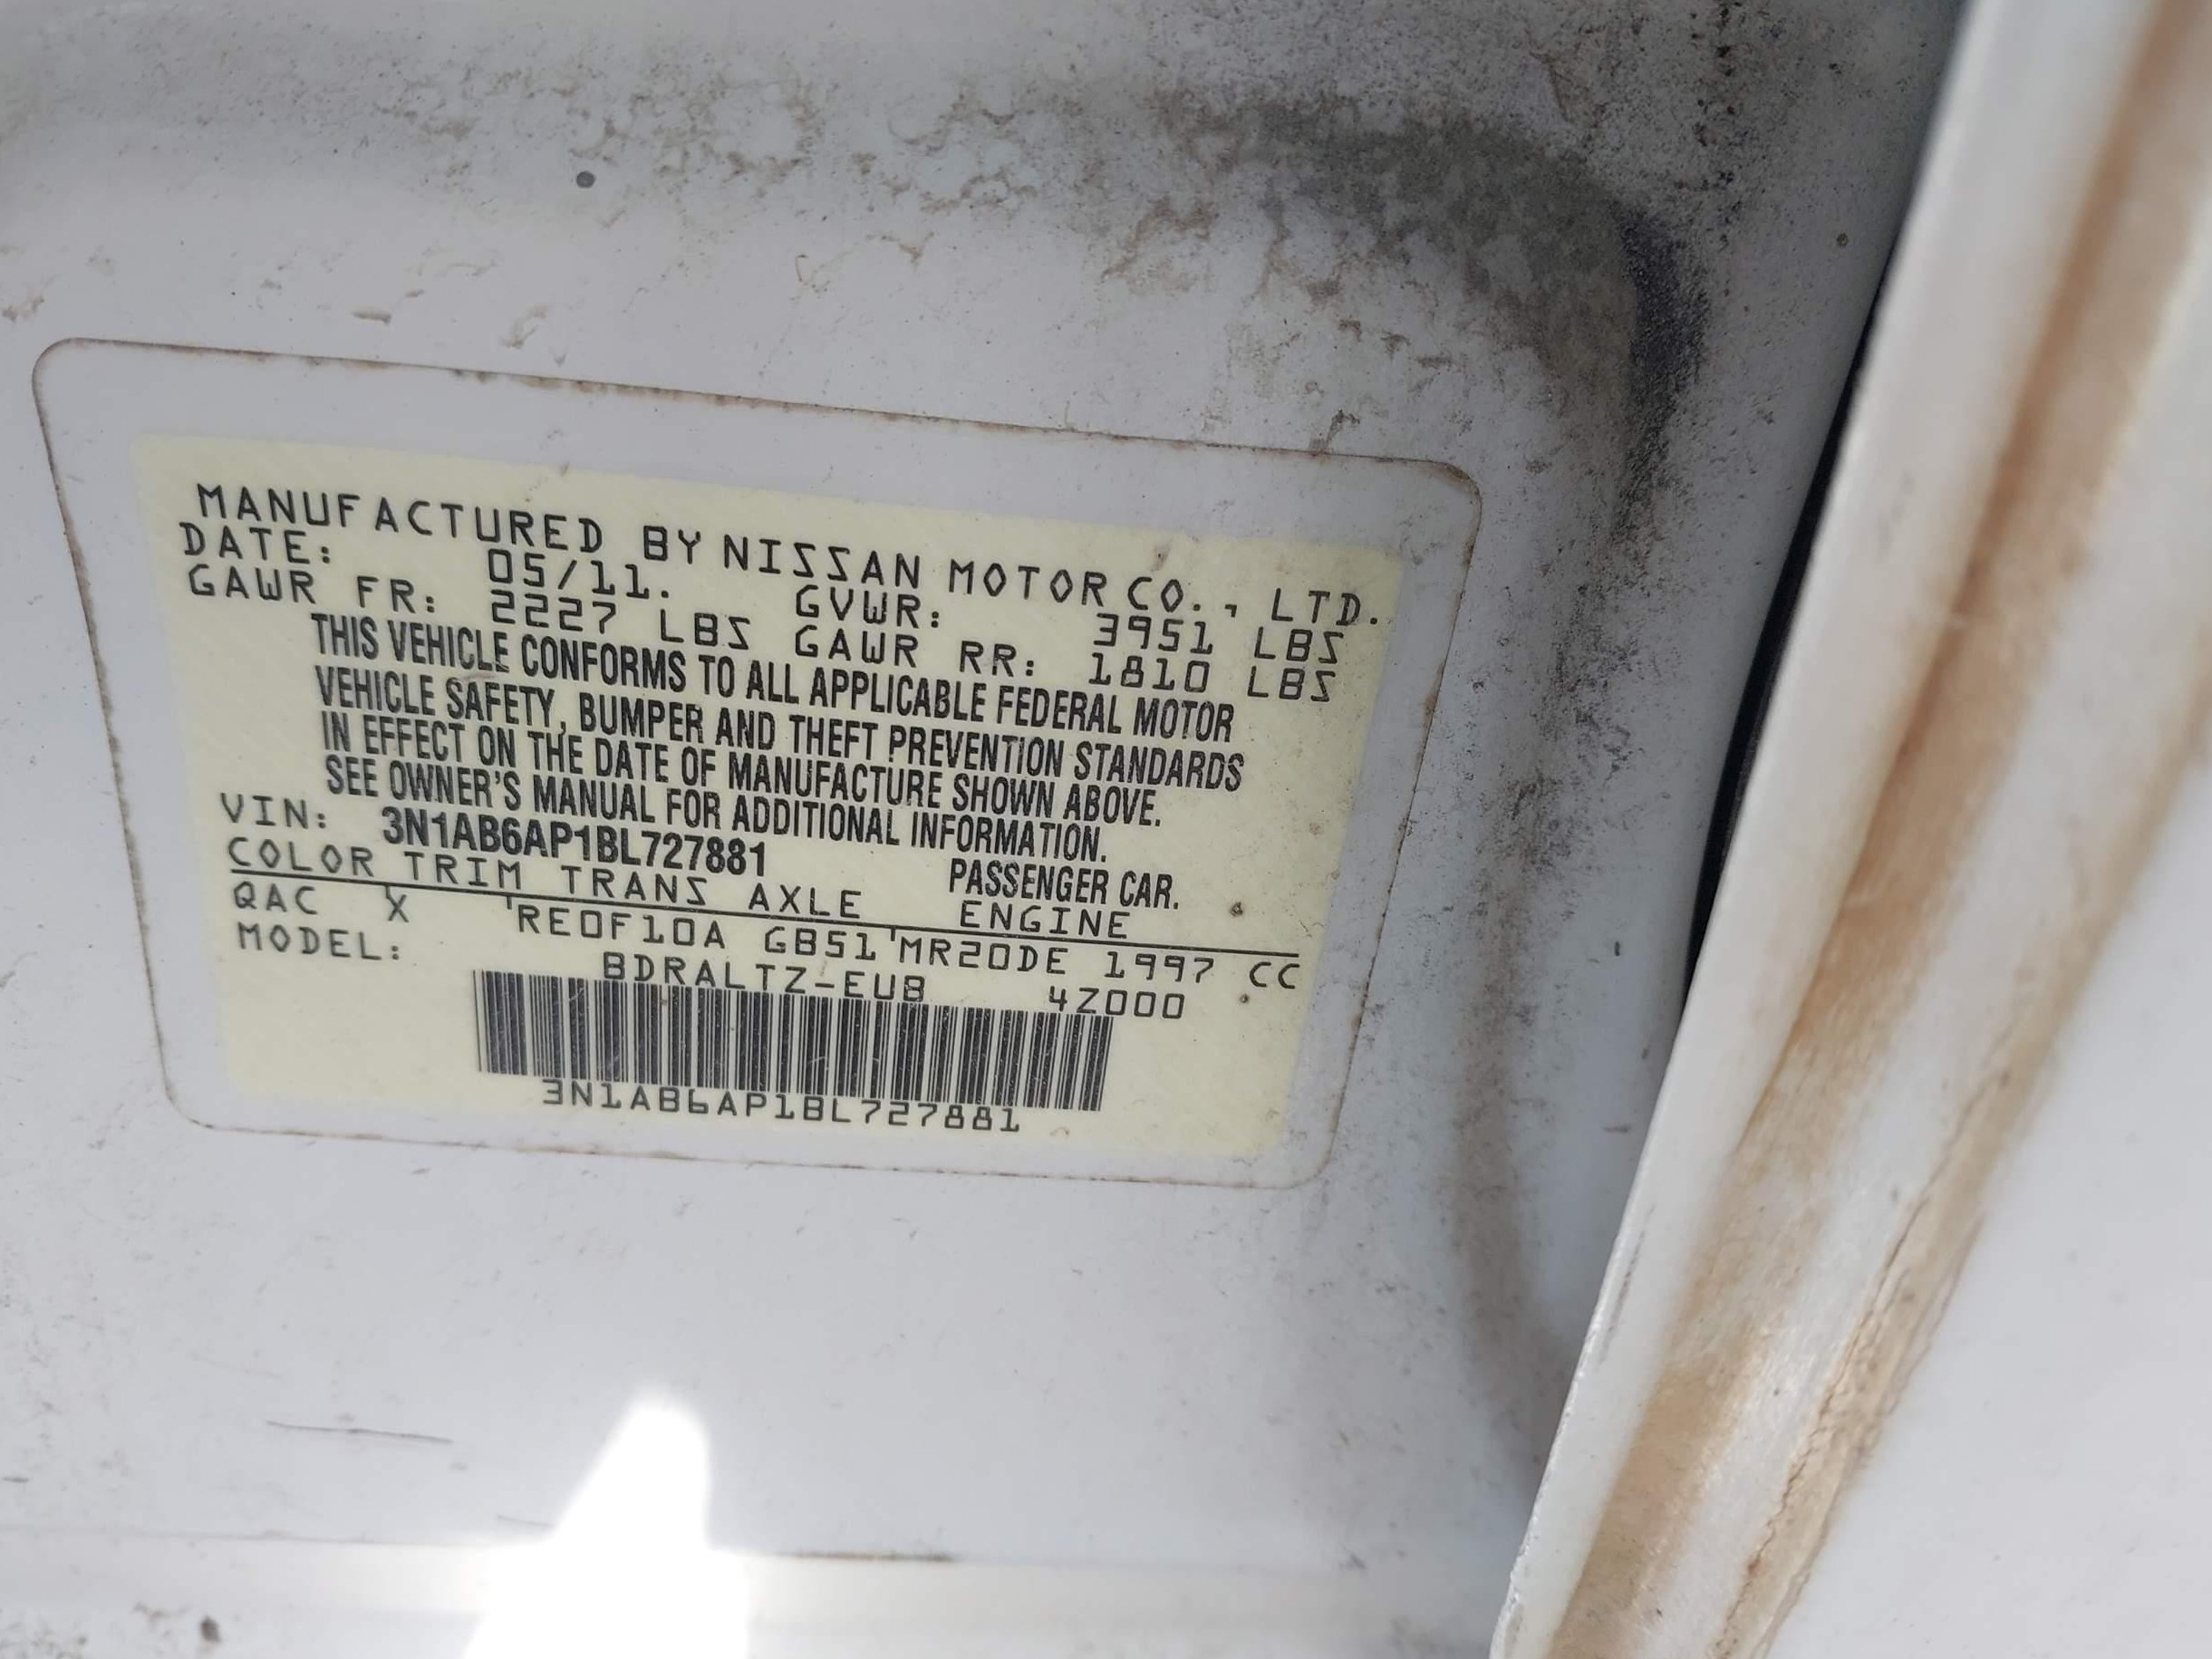 MANUFACTURED BY NISSAN MOTOR CO., LTD.
DATE: 05/11. GVWR: 3951 LBS
GAWR FR: 2227 LBS GAWR RR: 1810 LBS
THIS VEHICLE CONFORMS TO ALL APPLICABLE FEDERAL MOTOR
VEHICLE SAFETY, BUMPER AND THEFT PREVENTION STANDARDS
IN EFFECT ON THE DATE OF MANUFACTURE SHOWN ABOVE.
SEE OWNER'S MANUAL FOR ADDITIONAL INFORMATION.
VIN: 3N1AB6AP1BL727881 PASSENGER CAR.
COLOR TRIM TRANS AXLE ENGINE
QAC X RE0F10A GB51 MR20DE 1997 CC
MODEL: BDRALTZ-EUB 4Z000
3N1AB6AP1BL727881